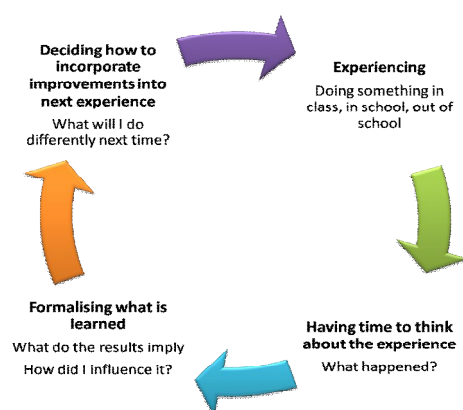 Deciding how to
incorporate
improvements into
next experience
What will I do
differently next time?
Experiencing
Doing something in
class, in school, out of
school
Having time to think
about the experience
What happened?
Formalising what is
learned
What do the results imply
How did I influence it?